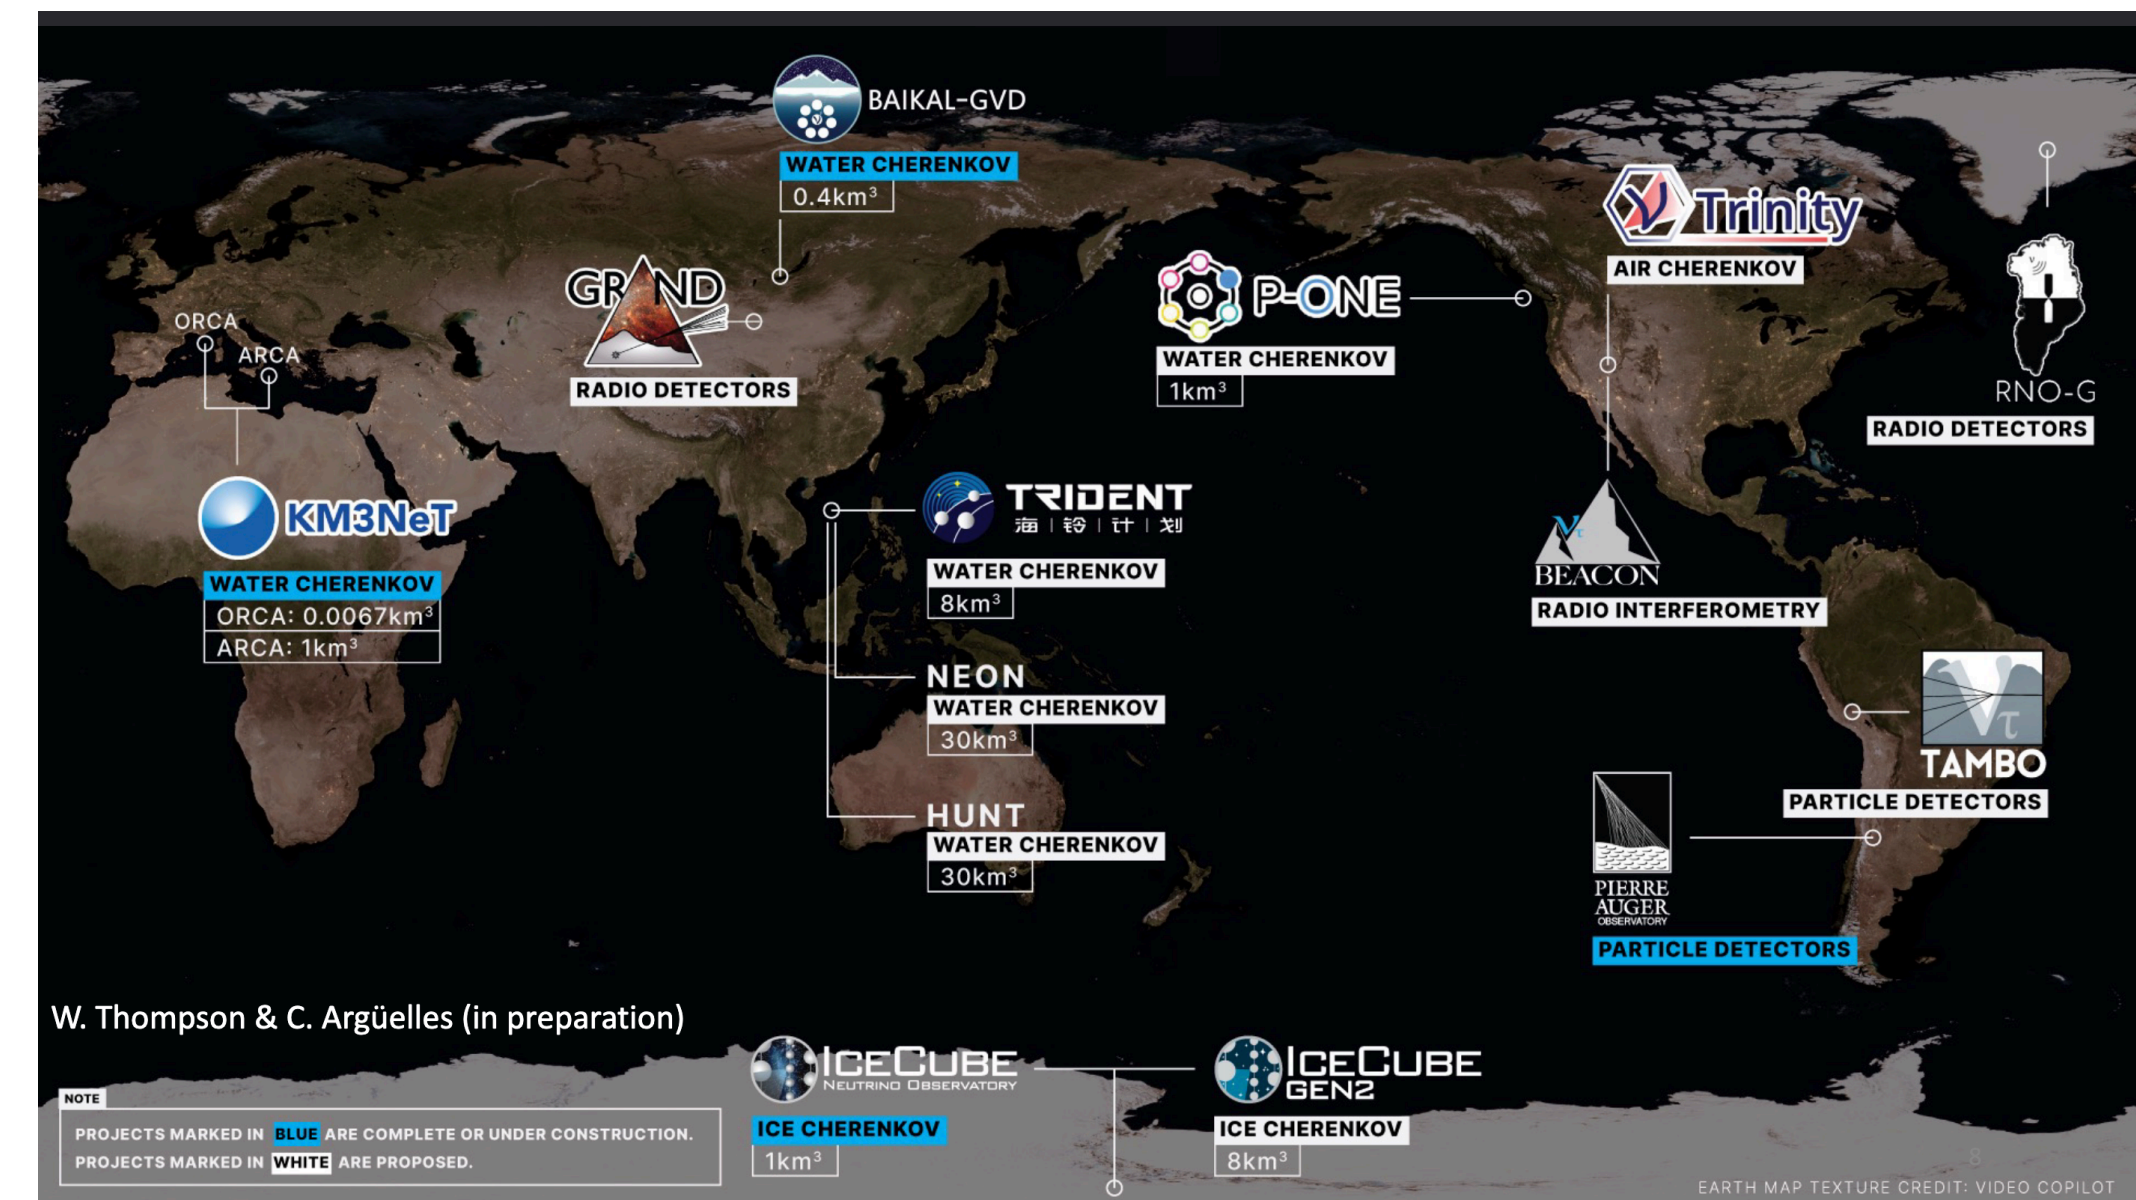 BAIKAL-GVD
WATER CHERENKOV
0.4km³
GRAND
RADIO DETECTORS
ORCA
ARCA
KM3NeT
WATER CHERENKOV
ORCA: 0.0067km³
ARCA: 1km³
P-ONE
WATER CHERENKOV
1km³
Trinity
AIR CHERENKOV
RNO-G
RADIO DETECTORS
TRIDENT
海 | 铃 | 计 | 划
WATER CHERENKOV
8km³
NEON
WATER CHERENKOV
30km³
HUNT
WATER CHERENKOV
30km³
ντ
BEACON
RADIO INTERFEROMETRY
ντ
TAMBO
PARTICLE DETECTORS
PIERRE
AUGER
OBSERVATORY
PARTICLE DETECTORS
W. Thompson & C. Argüelles (in preparation)
ICECUBE
NEUTRINO OBSERVATORY
ICE CHERENKOV
1km³
ICECUBE
GEN2
ICE CHERENKOV
8km³
NOTE
PROJECTS MARKED IN BLUE ARE COMPLETE OR UNDER CONSTRUCTION.
PROJECTS MARKED IN WHITE ARE PROPOSED.
8
EARTH MAP TEXTURE CREDIT: VIDEO COPILOT